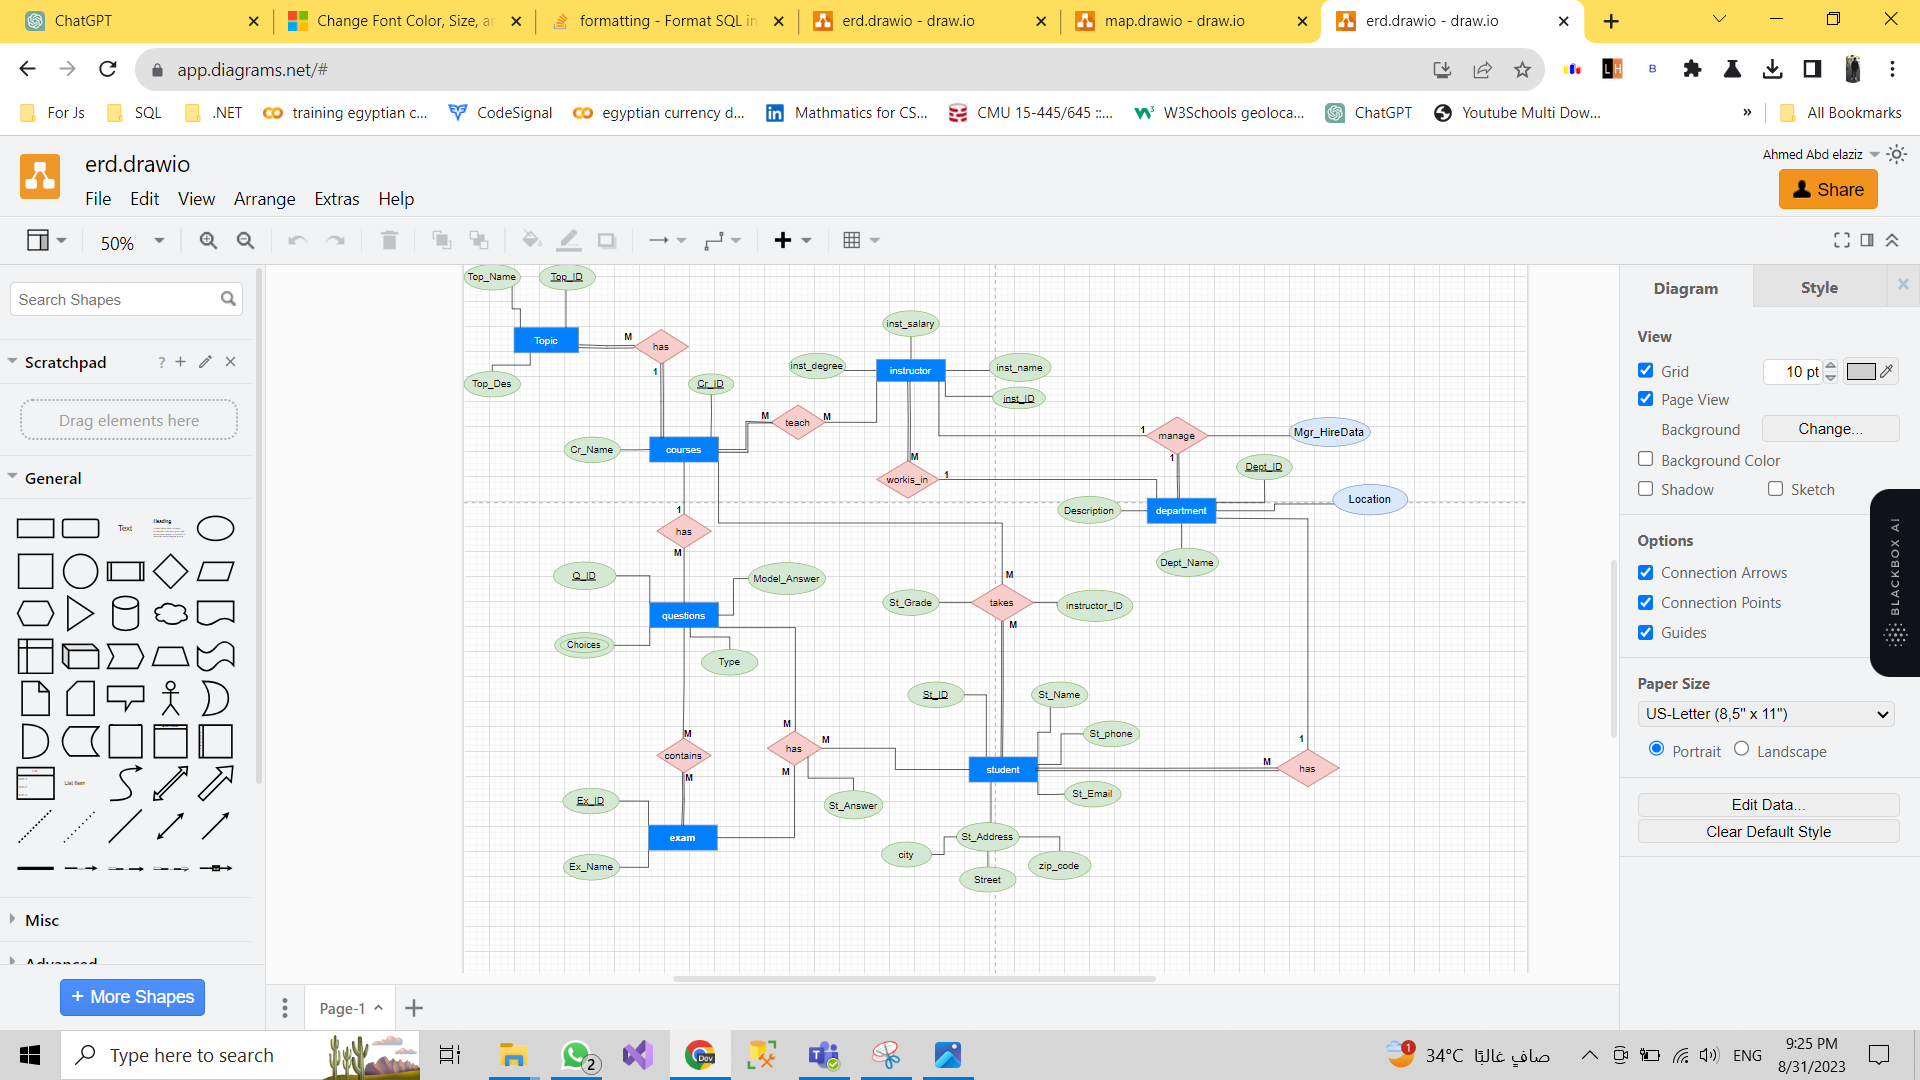 ChatGPT
Change Font Color, Size, an
formatting - Format SQL in
erd.drawio - draw.io
map.drawio - draw.io
erd.drawio - draw.io
app.diagrams.net/#
For Js
SQL
.NET
training egyptian c...
CodeSignal
egyptian currency d...
Mathmatics for CS...
CMU 15-445/645 ::...
W3Schools geoloca...
ChatGPT
Youtube Multi Dow...
»
All Bookmarks
erd.drawio
Ahmed Abd elaziz
File Edit View Arrange Extras Help
Share
50%
Search Shapes
Scratchpad
?
Drag elements here
General
Text
Heading
List Item
Misc
Advanced
+ More Shapes
Top_Name
Top_ID
Topic
M
has
1
Top_Des
Cr_ID
Cr_Name
courses
M
teach
M
inst_salary
inst_degree
instructor
inst_name
inst_ID
M
workis_in
1
1
manage
1
Mgr_HireData
Dept_ID
Location
Description
department
Dept_Name
1
has
M
Q_ID
Model_Answer
questions
Choices
Type
M
St_Grade
takes
instructor_ID
M
St_ID
St_Name
St_phone
M
contains
M
M
has
M
M
student
M
has
1
St_Email
St_Answer
Ex_ID
exam
Ex_Name
St_Address
city
zip_code
Street
Page-1
Diagram
Style
View
Grid
10 pt
Page View
Background
Change...
Background Color
Shadow
Sketch
Options
Connection Arrows
Connection Points
Guides
BLACKBOX AI
Paper Size
US-Letter (8,5" x 11")
Portrait
Landscape
Edit Data...
Clear Default Style
Type here to search
2
Dev
1
34°C صافٍ غالبًا
ENG
9:25 PM
8/31/2023